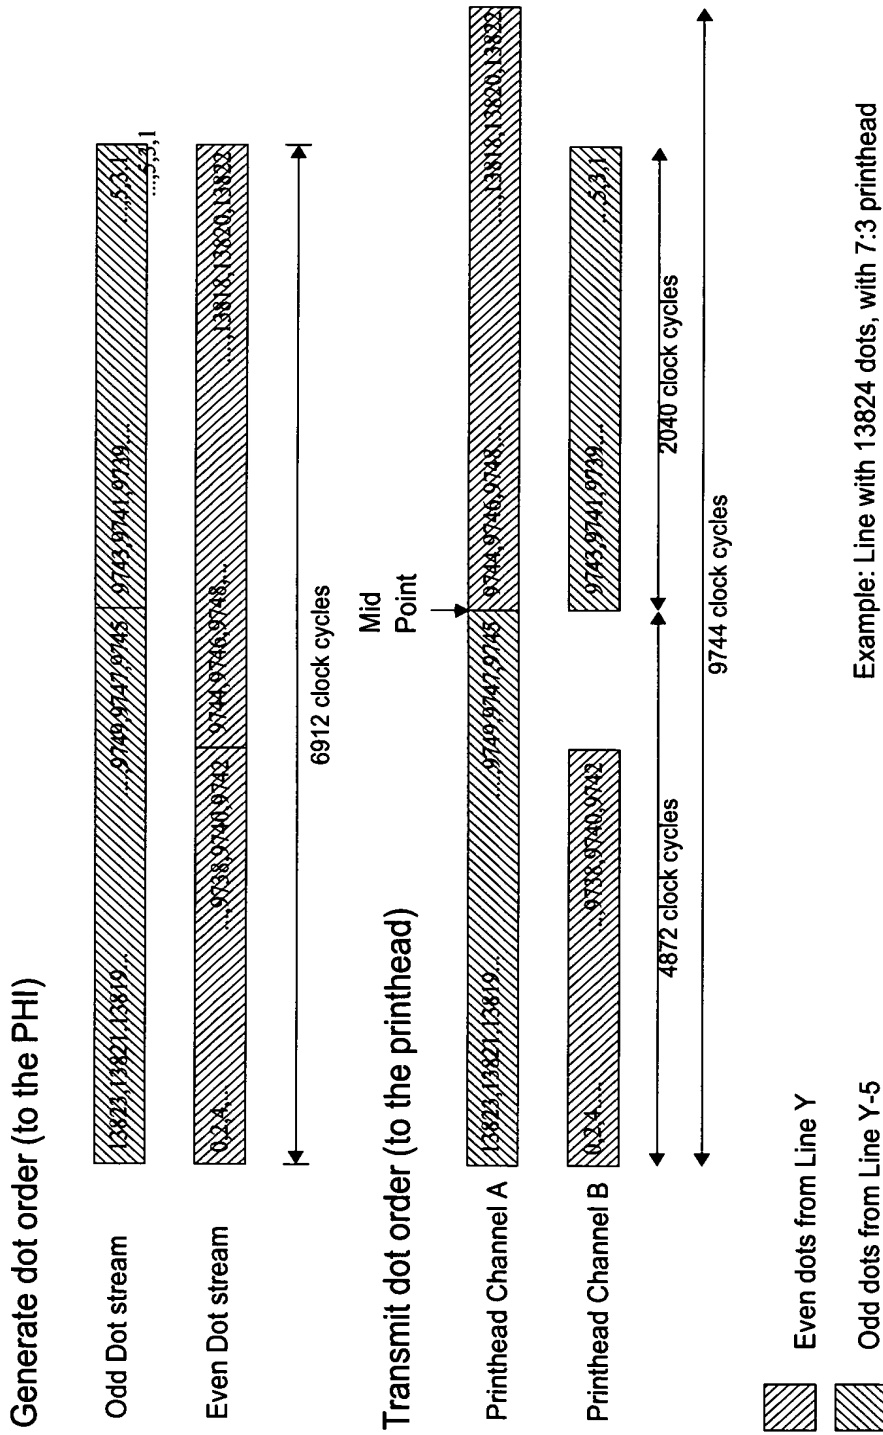 Generate dot order (to the PHI)
Odd Dot stream
13823,13821,13819...
...,9749,9747,9745
9743,9741,9739....
...,5,3,1
...,5,3,1
Even Dot stream
0,2,4....
...,9738,9740,9742
9744,9746,9748,...
....,13818,13820,13822
6912 clock cycles
Transmit dot order (to the printhead)
Mid
Point
Printhead Channel A
13823,13821,13819...
....,9749,9747,9745
9744,9746,9748....
....,13818,13820,13822
Printhead Channel B
0,2,4....
...,9738,9740,9742
9743,9741,9739....
...5,3,1
4872 clock cycles
2040 clock cycles
9744 clock cycles
Even dots from Line Y
Odd dots from Line Y-5
Example: Line with 13824 dots, with 7:3 printhead